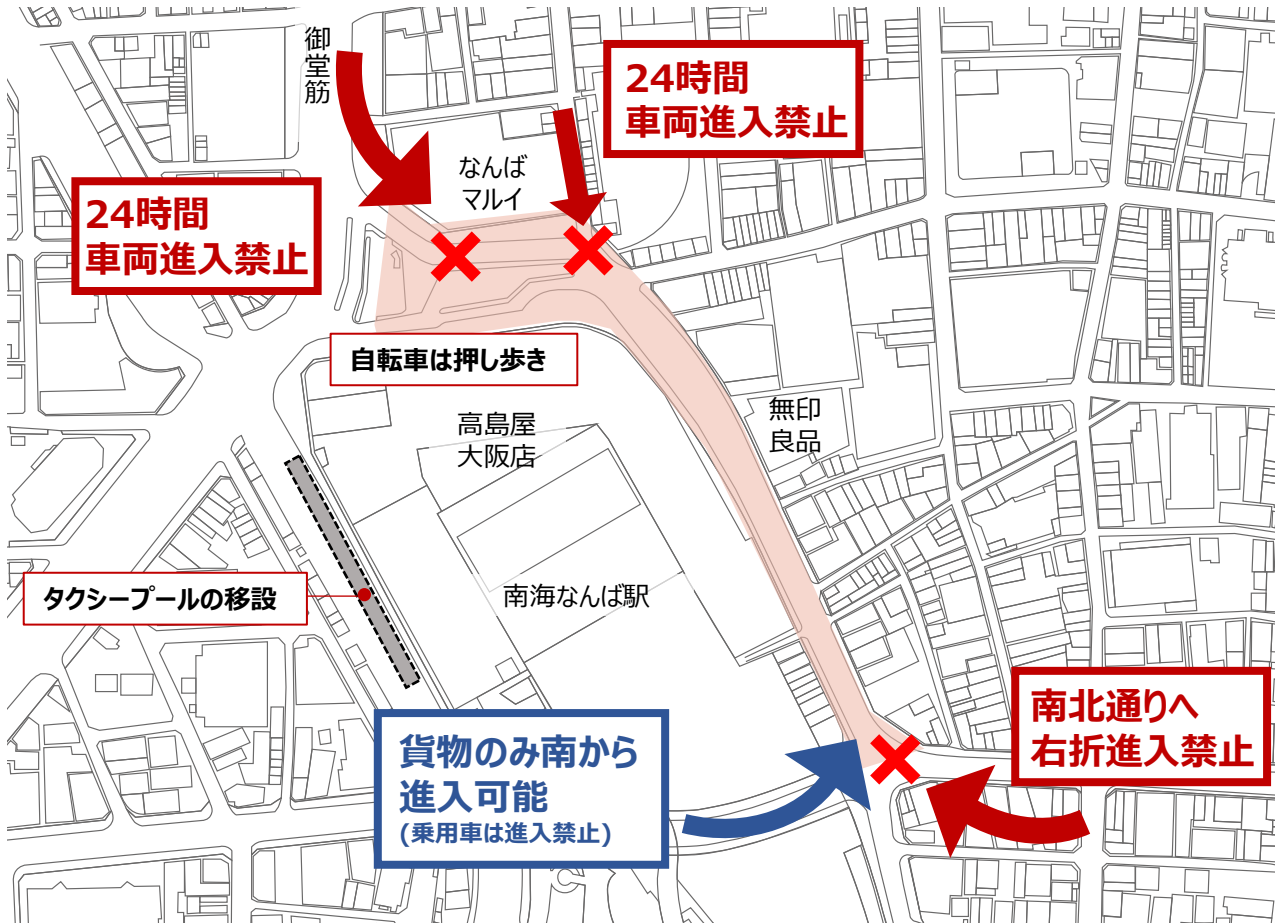 御堂筋
24時間
車両進入禁止
なんば
マルイ
24時間
車両進入禁止
自転車は押し歩き
高島屋
大阪店
無印
良品
タクシープールの移設
南海なんば駅
南北通りへ
右折進入禁止
貨物のみ南から
進入可能
(乗用車は進入禁止)